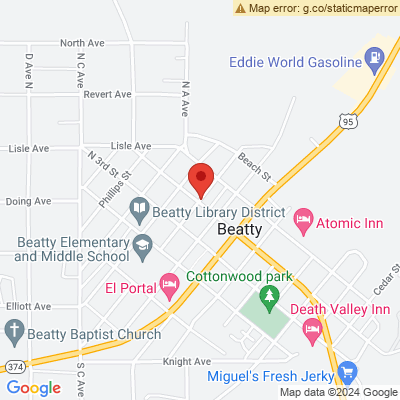 Map error: g.co/staticmaperror
North Ave
Eddie World Gasoline
D Ave N
N C Ave
Revert Ave
N A Ave
95
Lisle Ave
Lisle Ave
N 3rd St
Beach St
Phillips St
Doing Ave
Beatty Library District
Atomic Inn
Beatty
Beatty Elementary
and Middle School
Cottonwood park
Cedar St
El Portal
Elliott Ave
Death Valley Inn
Beatty Baptist Church
Knight Ave
374
S C Ave
Miguel's Fresh Jerky
Google
Map data ©2024 Google